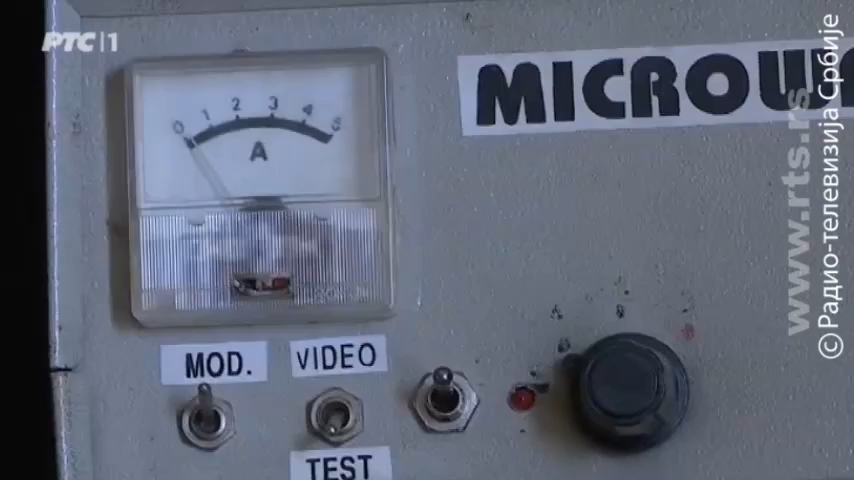 РТС|1
MICROW
0 1 2 3 4 5
A
MOD.
VIDEO
TEST
www.rts.rs
© Радио-телевизија Србије